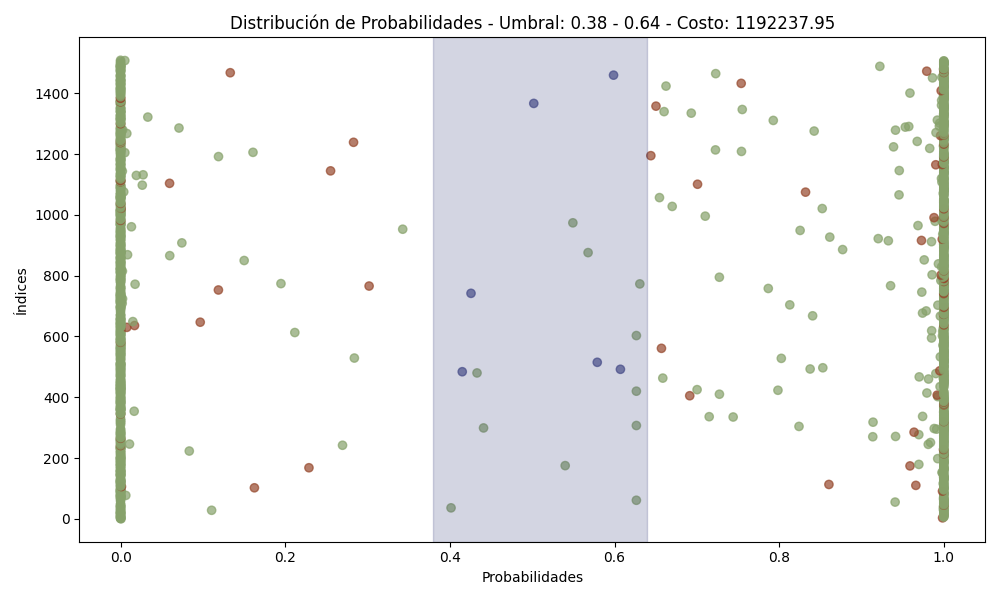 Distribución de Probabilidades - Umbral: 0.38 - 0.64 - Costo: 1192237.95
1400
1200
1000
800
600
400
200
0
Índices
0.0 0.2 0.4 0.6 0.8 1.0
Probabilidades